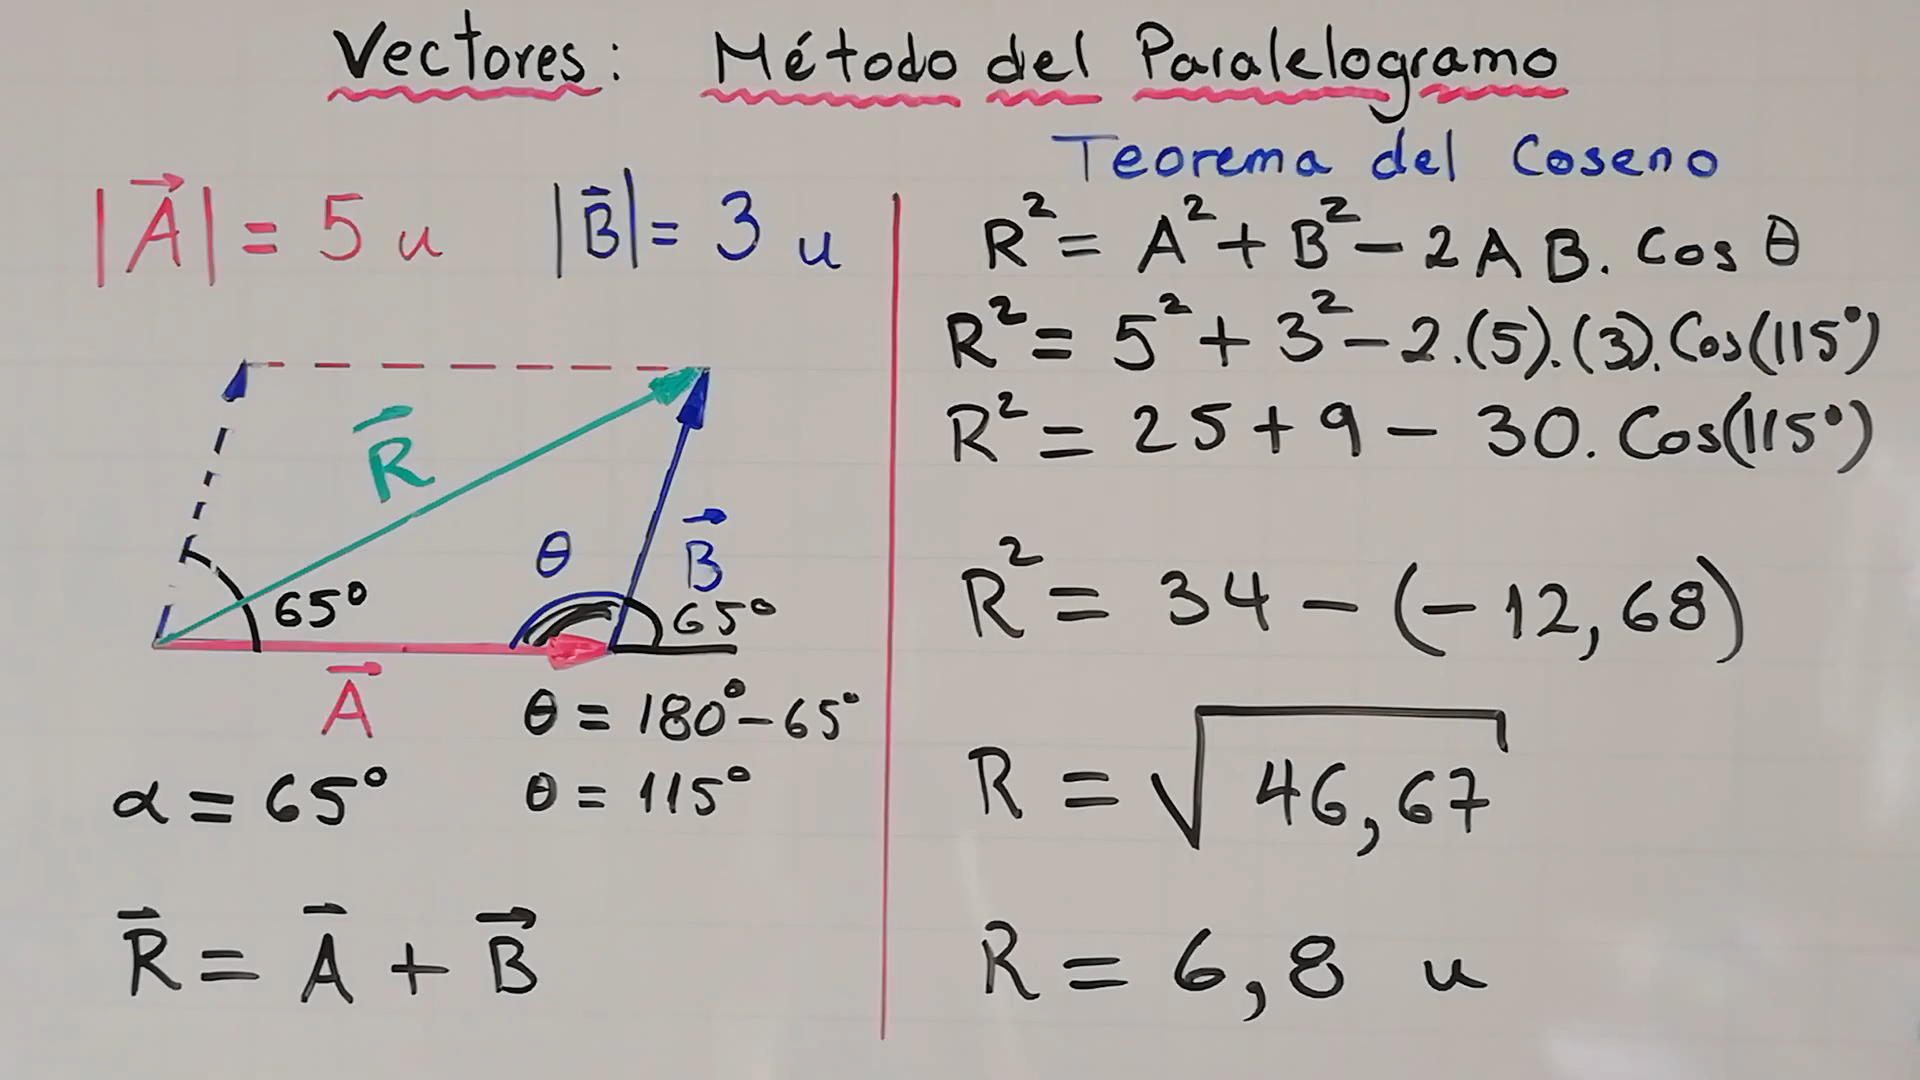 Vectores: Método del Paralelogramo
|A⃗| = 5 u
|B⃗| = 3 u
R⃗
θ
B⃗
65°
65°
A⃗
θ = 180° - 65°
α = 65°
θ = 115°
R⃗ = A⃗ + B⃗
Teorema del Coseno
R² = A² + B² - 2 A B. Cos θ
R² = 5² + 3² - 2.(5).(3). Cos(115°)
R² = 25 + 9 - 30. Cos(115°)
R² = 34 - (-12,68)
R = √46,67
R = 6,8 u